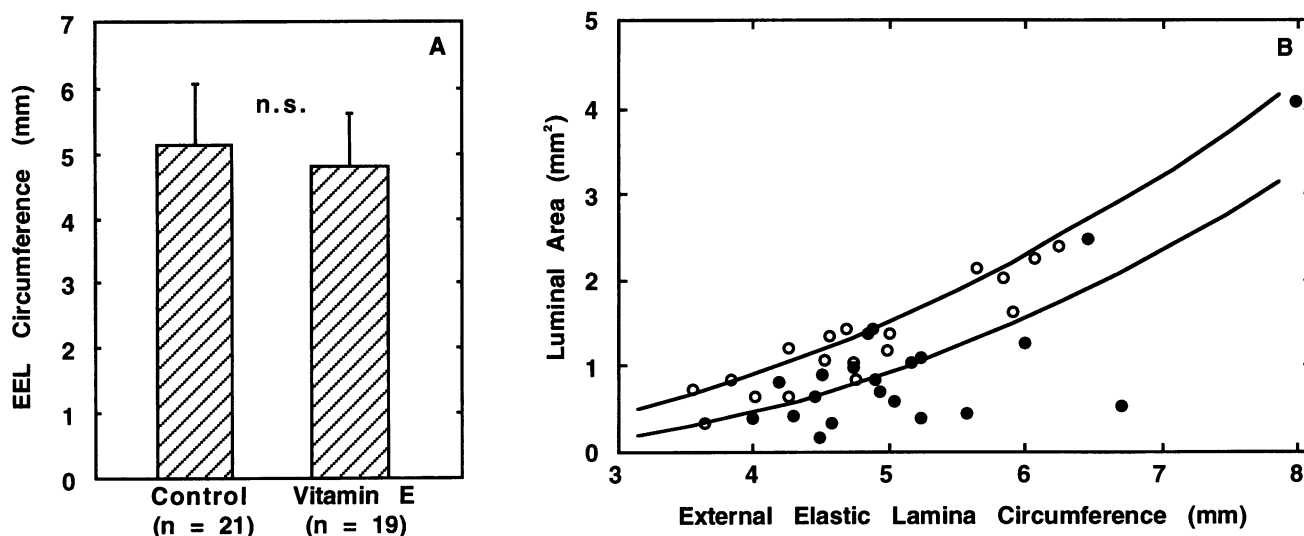 A
EEL Circumference (mm)
7
6
5
4
3
2
1
0
n.s.
Control
(n = 21)
Vitamin E
(n = 19)
B
Luminal Area (mm²)
5
4
3
2
1
0
3 4 5 6 7 8
External Elastic Lamina Circumference (mm)